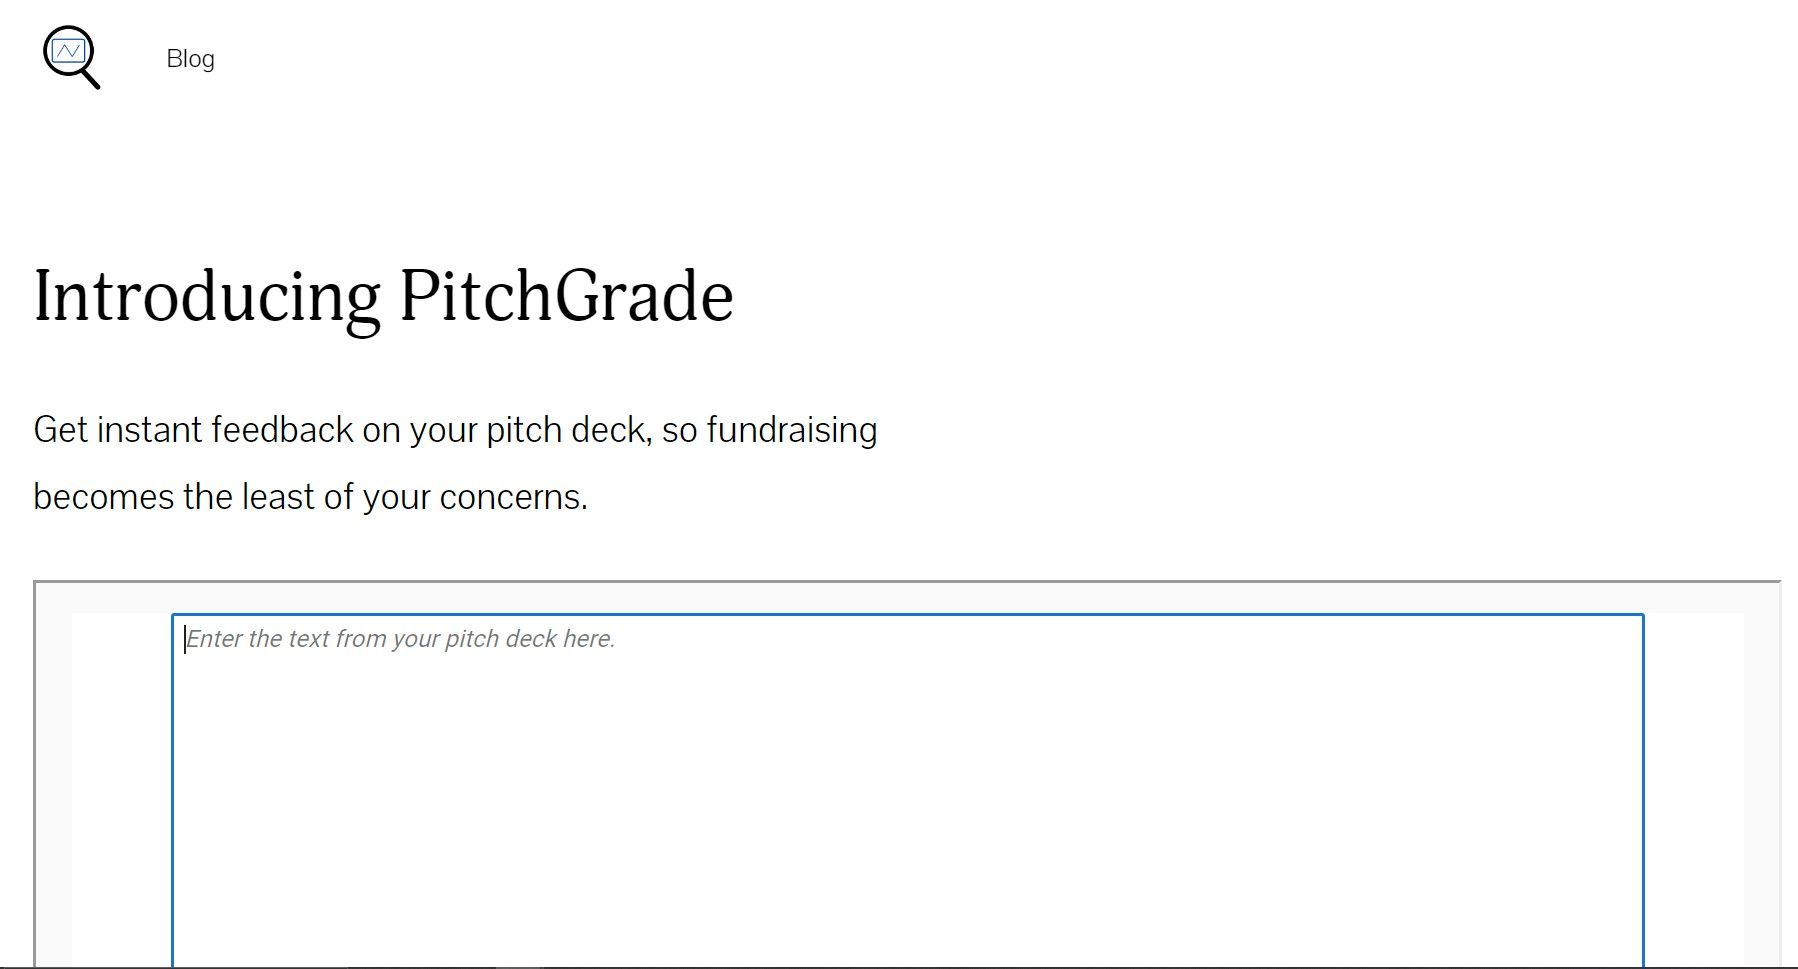 Blog
Introducing PitchGrade
Get instant feedback on your pitch deck, so fundraising
becomes the least of your concerns.
Enter the text from your pitch deck here.